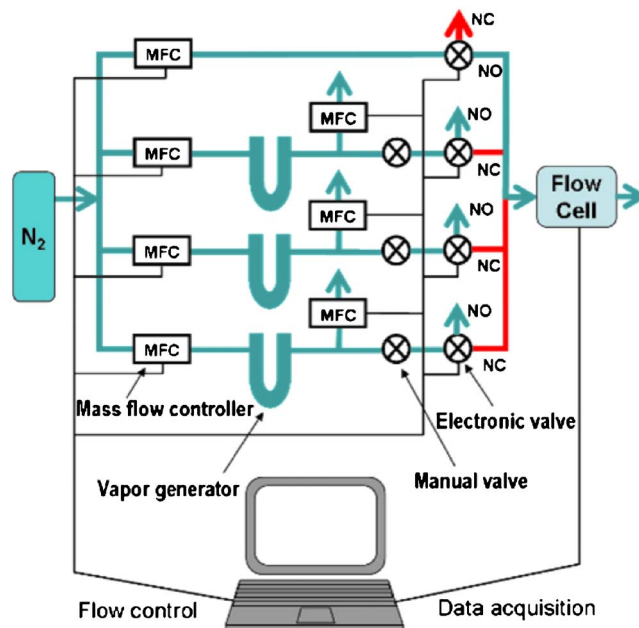 NC
MFC
NO
MFC
NO
MFC
NC
N2
Flow
Cell
MFC
NO
MFC
NC
MFC
NO
MFC
NC
Mass flow controller
Electronic valve
Vapor generator
Manual valve
Flow control
Data acquisition